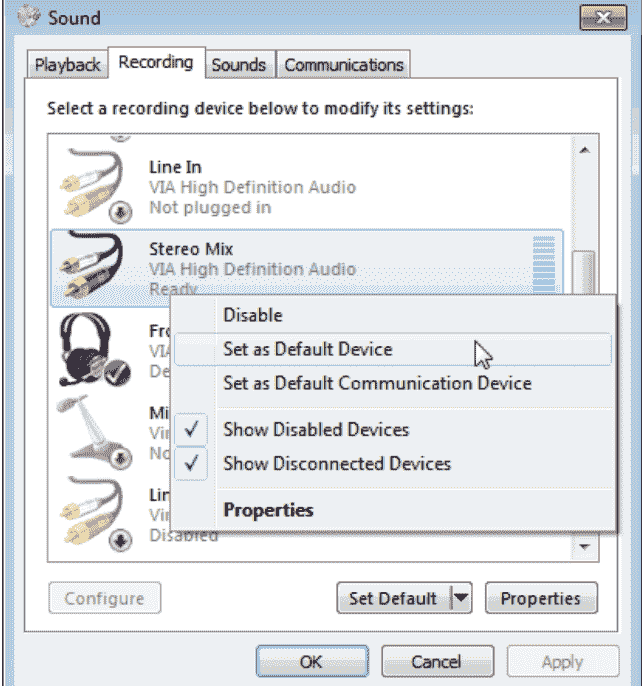 Sound
Playback
Recording
Sounds
Communications
Select a recording device below to modify its settings:
Line In
VIA High Definition Audio
Not plugged in
Stereo Mix
VIA High Definition Audio
Ready
Disable
Set as Default Device
Set as Default Communication Device
Show Disabled Devices
Show Disconnected Devices
Properties
Disabled
Configure
Set Default
Properties
OK
Cancel
Apply